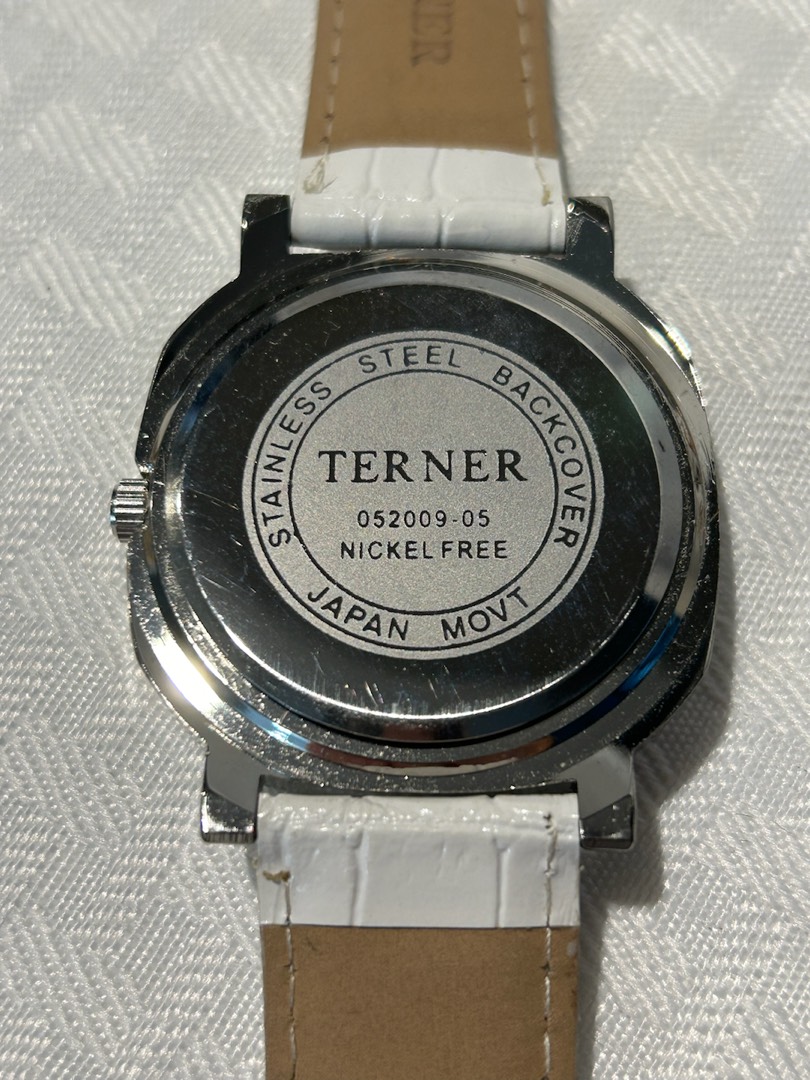 STAINLESS STEEL BACKCOVER
TERNER
052009-05
NICKEL FREE
JAPAN MOVT